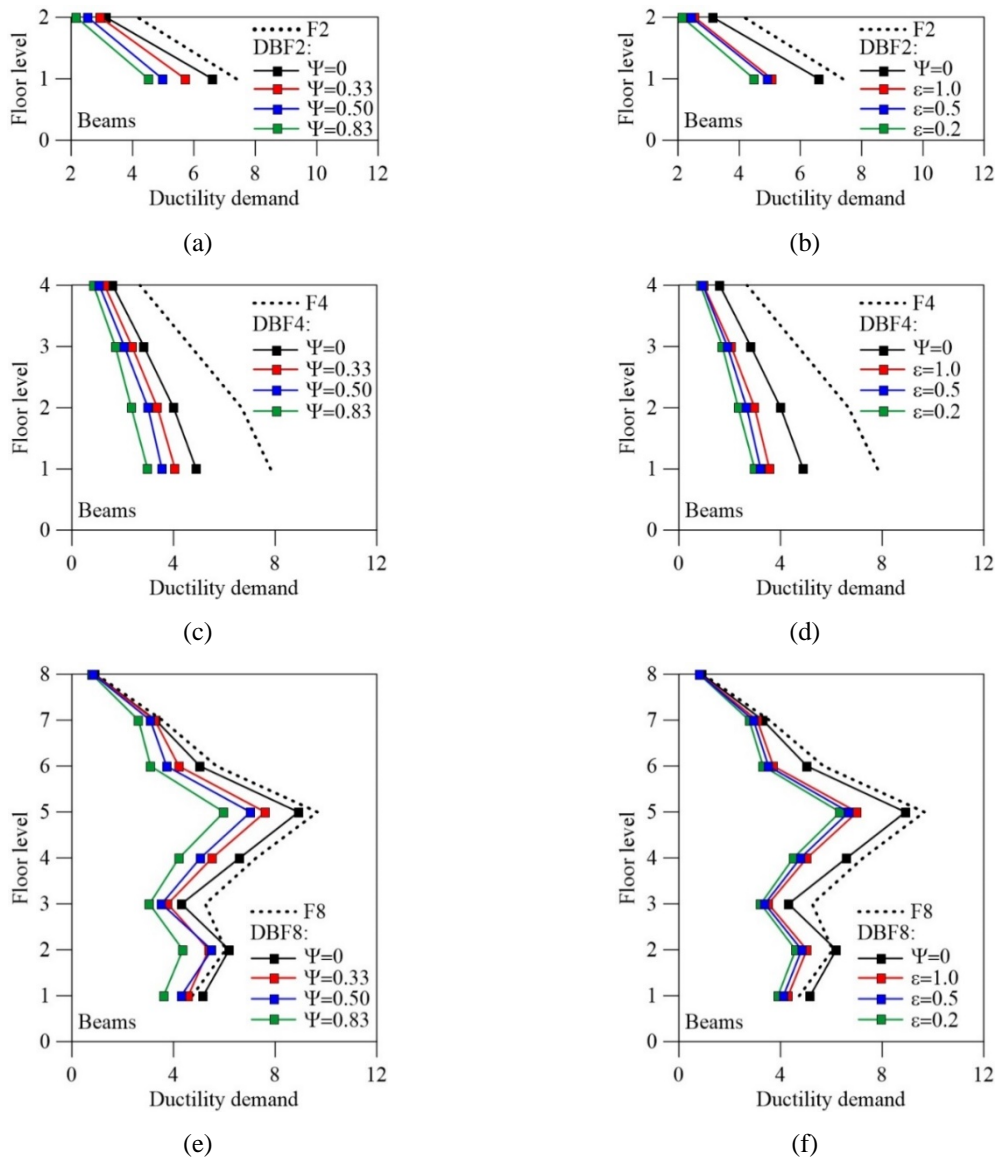 2
1
0
Floor level
Beams
F2
DBF2:
Ψ=0
Ψ=0.33
Ψ=0.50
Ψ=0.83
2 4 6 8 10 12
Ductility demand
(a)
2
1
0
Floor level
Beams
F2
DBF2:
Ψ=0
ε=1.0
ε=0.5
ε=0.2
2 4 6 8 10 12
Ductility demand
(b)
4
3
2
1
0
Floor level
Beams
F4
DBF4:
Ψ=0
Ψ=0.33
Ψ=0.50
Ψ=0.83
0 4 8 12
Ductility demand
(c)
4
3
2
1
0
Floor level
Beams
F4
DBF4:
Ψ=0
ε=1.0
ε=0.5
ε=0.2
0 4 8 12
Ductility demand
(d)
8
7
6
5
4
3
2
1
0
Floor level
Beams
F8
DBF8:
Ψ=0
Ψ=0.33
Ψ=0.50
Ψ=0.83
0 4 8 12
Ductility demand
(e)
8
7
6
5
4
3
2
1
0
Floor level
Beams
F8
DBF8:
Ψ=0
ε=1.0
ε=0.5
ε=0.2
0 4 8 12
Ductility demand
(f)